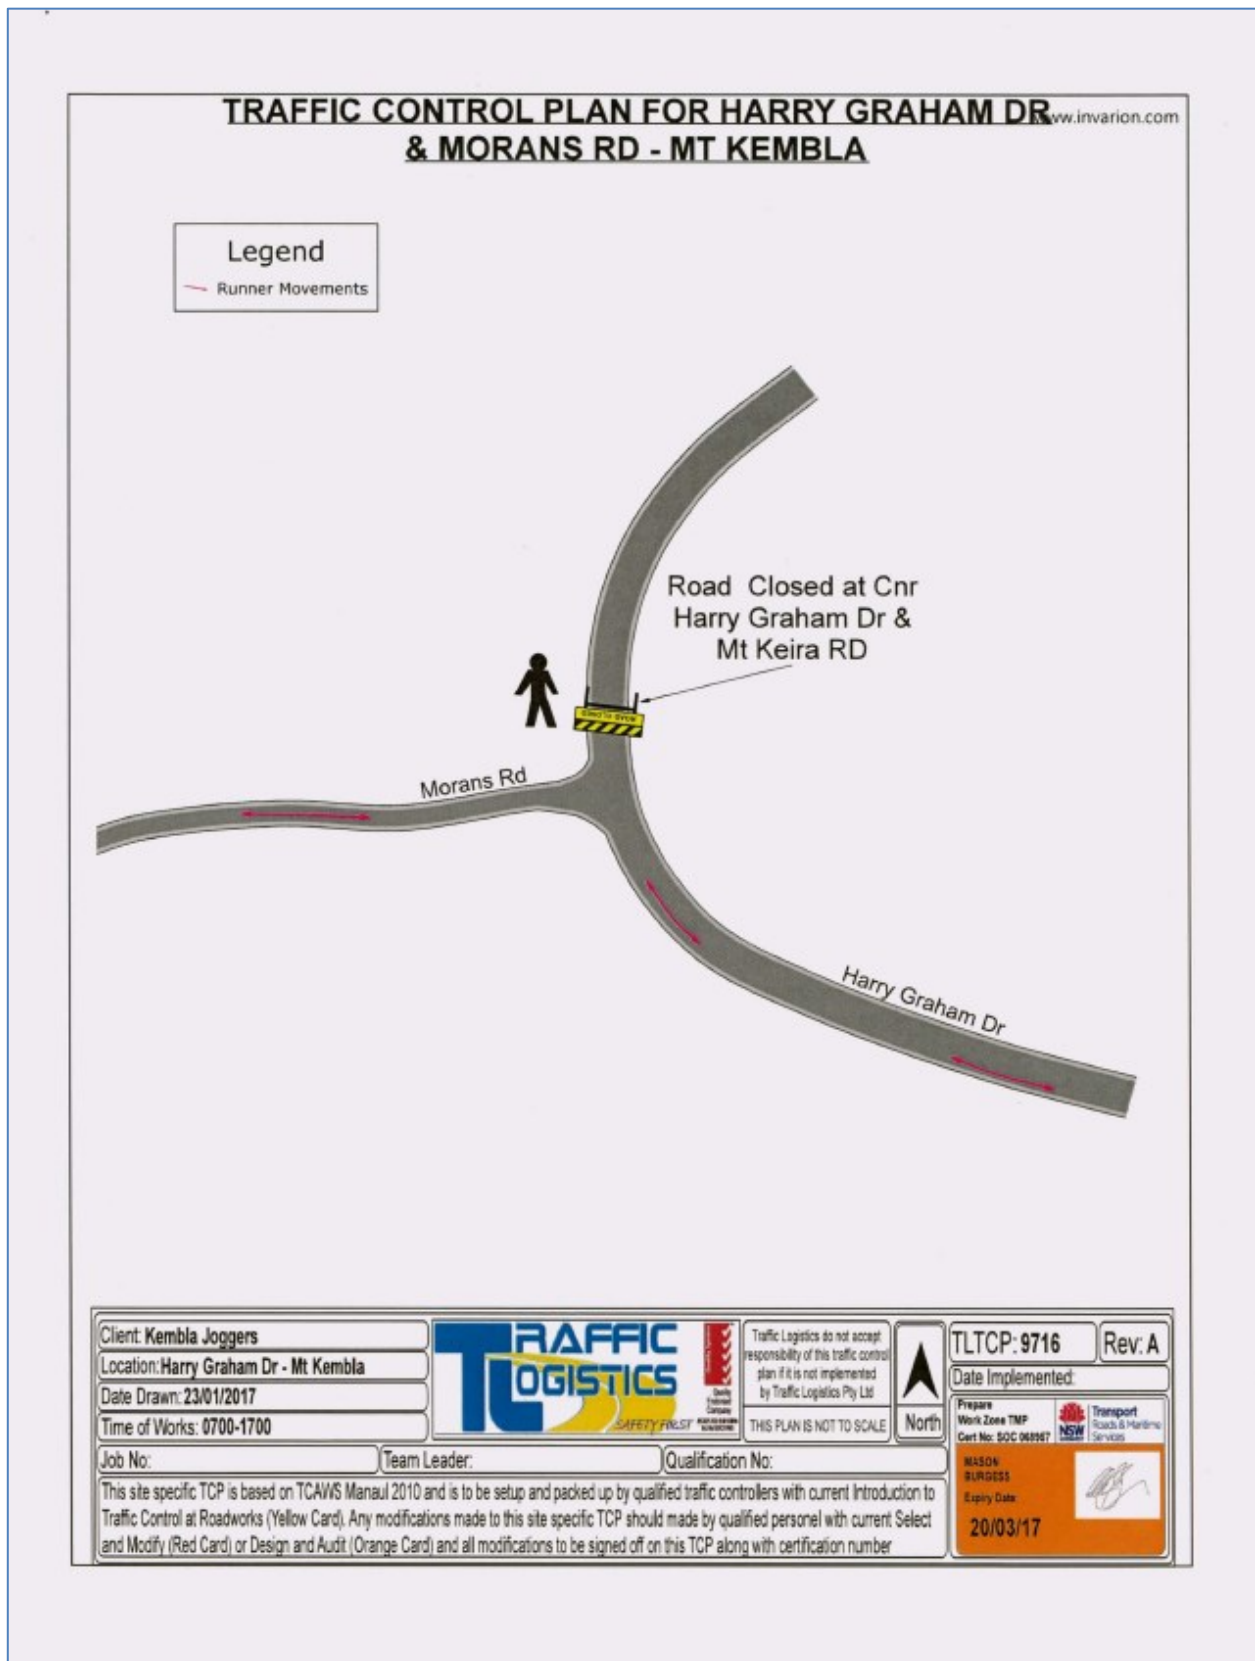 TRAFFIC CONTROL PLAN FOR HARRY GRAHAM DR
www.invarion.com
& MORANS RD - MT KEMBLA
Legend
Runner Movements
Road Closed at Cnr
Harry Graham Dr &
Mt Keira RD
ROAD CLOSED
Morans Rd
Harry Graham Dr
Client: Kembla Joggers
Location: Harry Graham Dr - Mt Kembla
Date Drawn: 23/01/2017
Time of Works: 0700-1700
TRAFFIC
LOGISTICS
SAFETY FIRST
Quality
Endorsed
Company
Traffic Logistics do not accept
responsibility of this traffic control
plan if it is not implemented
by Traffic Logistics Pty Ltd
THIS PLAN IS NOT TO SCALE
North
TLTCP: 9716
Rev: A
Date Implemented:
Prepare
Work Zone TMP
Cert No: SOC 068967
NSW
Transport
Roads & Maritime
Services
MASON
BURGESS
Expiry Date
20/03/17
Job No:
Team Leader:
Qualification No:
This site specific TCP is based on TCAWS Manaul 2010 and is to be setup and packed up by qualified traffic controllers with current Introduction to
Traffic Control at Roadworks (Yellow Card). Any modifications made to this site specific TCP should made by qualified personel with current Select
and Modify (Red Card) or Design and Audit (Orange Card) and all modifications to be signed off on this TCP along with certification number